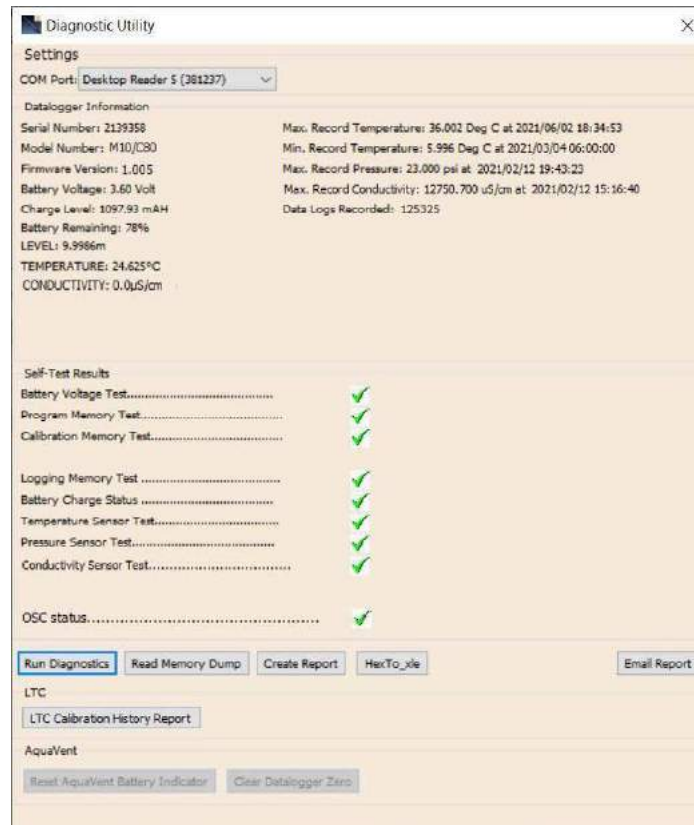 Diagnostic Utility
Settings
COM Port: Desktop Reader 5 (381237)
Datalogger Information
Serial Number: 2139358
Model Number: M10/C80
Firmware Version: 1.005
Battery Voltage: 3.60 Volt
Charge Level: 1097.93 mAH
Battery Remaining: 78%
LEVEL: 9.9986m
TEMPERATURE: 24.625°C
CONDUCTIVITY: 0.0µS/cm
Max. Record Temperature: 36.002 Deg C at 2021/06/02 18:34:53
Min. Record Temperature: 5.996 Deg C at 2021/03/04 06:00:00
Max. Record Pressure: 23.000 psi at 2021/02/12 19:43:23
Max. Record Conductivity: 12750.700 uS/cm at 2021/02/12 15:16:40
Data Logs Recorded: 125325
Self-Test Results
Battery Voltage Test............................................
Program Memory Test...........................................
Calibration Memory Test........................................
Logging Memory Test ..........................................
Battery Charge Status ........................................
Temperature Sensor Test......................................
Pressure Sensor Test...........................................
Conductivity Sensor Test.....................................
OSC status..................................................
Run Diagnostics
Read Memory Dump
Create Report
HexTo_xle
Email Report
LTC
LTC Calibration History Report
AquaVent
Reset AquaVent Battery Indicator
Clear Datalogger Zero